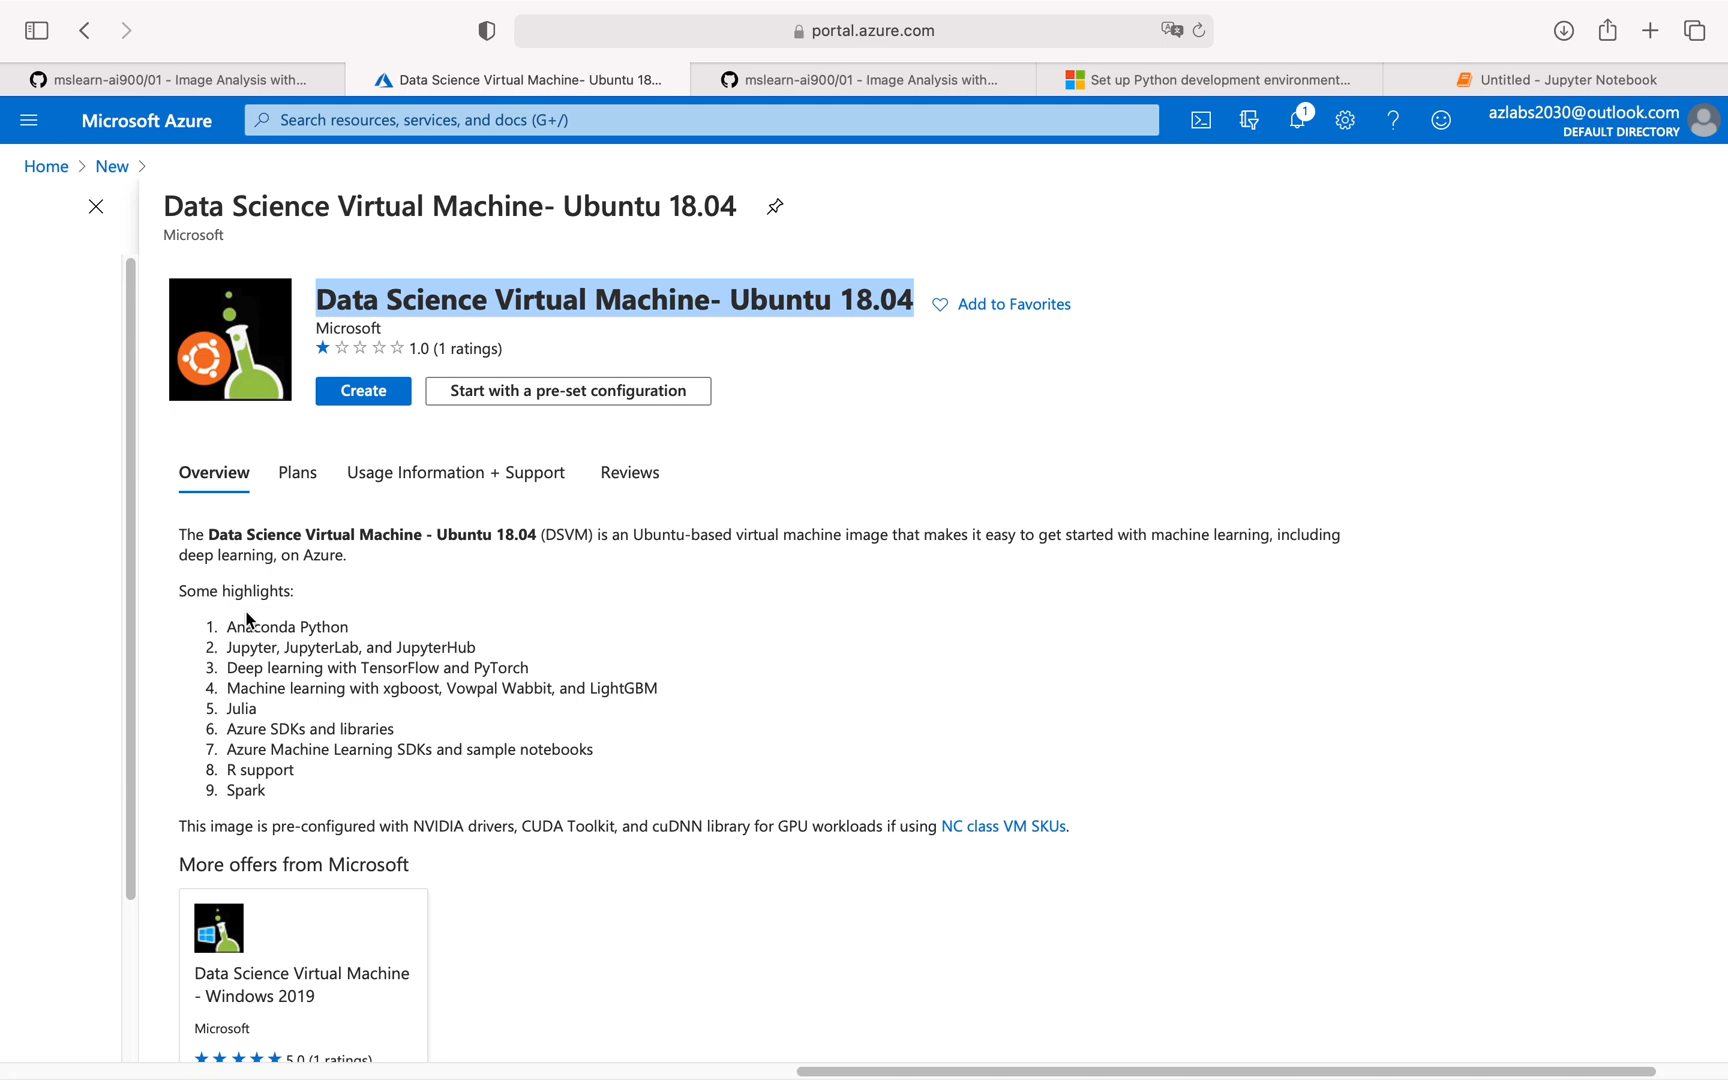 portal.azure.com
mslearn-ai900/01 - Image Analysis with...
Data Science Virtual Machine- Ubuntu 18...
mslearn-ai900/01 - Image Analysis with...
Set up Python development environment...
Untitled - Jupyter Notebook
Microsoft Azure
Search resources, services, and docs (G+/)
1
azlabs2030@outlook.com
DEFAULT DIRECTORY
Home > New >
Data Science Virtual Machine- Ubuntu 18.04
Microsoft
Data Science Virtual Machine- Ubuntu 18.04
Add to Favorites
Microsoft
1.0 (1 ratings)
Create
Start with a pre-set configuration
Overview Plans Usage Information + Support Reviews
The Data Science Virtual Machine - Ubuntu 18.04 (DSVM) is an Ubuntu-based virtual machine image that makes it easy to get started with machine learning, including
deep learning, on Azure.
Some highlights:
1. Anaconda Python
2. Jupyter, JupyterLab, and JupyterHub
3. Deep learning with TensorFlow and PyTorch
4. Machine learning with xgboost, Vowpal Wabbit, and LightGBM
5. Julia
6. Azure SDKs and libraries
7. Azure Machine Learning SDKs and sample notebooks
8. R support
9. Spark
This image is pre-configured with NVIDIA drivers, CUDA Toolkit, and cuDNN library for GPU workloads if using NC class VM SKUs.
More offers from Microsoft
Data Science Virtual Machine
- Windows 2019
Microsoft
5.0 (1 ratings)